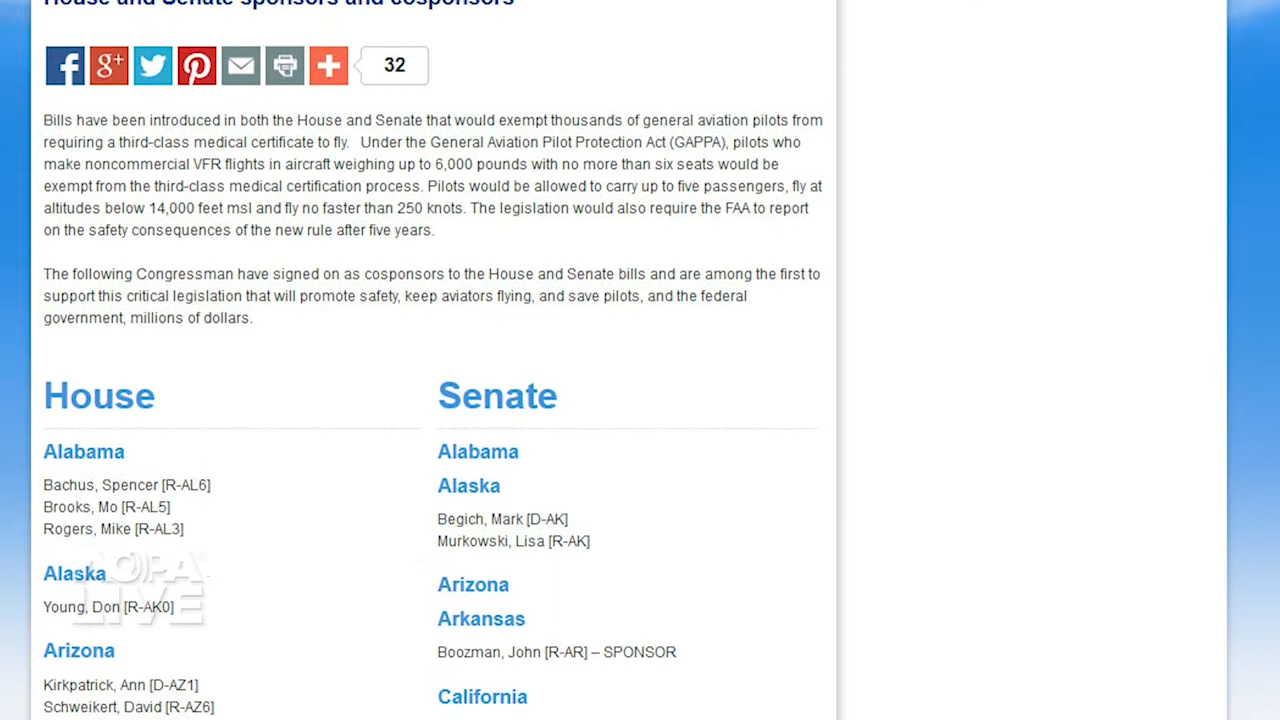 House and Senate sponsors and cosponsors
32
Bills have been introduced in both the House and Senate that would exempt thousands of general aviation pilots from
requiring a third-class medical certificate to fly. Under the General Aviation Pilot Protection Act (GAPPA), pilots who
make noncommercial VFR flights in aircraft weighing up to 6,000 pounds with no more than six seats would be
exempt from the third-class medical certification process. Pilots would be allowed to carry up to five passengers, fly at
altitudes below 14,000 feet msl and fly no faster than 250 knots. The legislation would also require the FAA to report
on the safety consequences of the new rule after five years.
The following Congressman have signed on as cosponsors to the House and Senate bills and are among the first to
support this critical legislation that will promote safety, keep aviators flying, and save pilots, and the federal
government, millions of dollars.
House
Alabama
Bachus, Spencer [R-AL6]
Brooks, Mo [R-AL5]
Rogers, Mike [R-AL3]
Alaska
Young, Don [R-AK0]
Arizona
Kirkpatrick, Ann [D-AZ1]
Schweikert, David [R-AZ6]
Senate
Alabama
Alaska
Begich, Mark [D-AK]
Murkowski, Lisa [R-AK]
Arizona
Arkansas
Boozman, John [R-AR] – SPONSOR
California
AOPA
LIVE